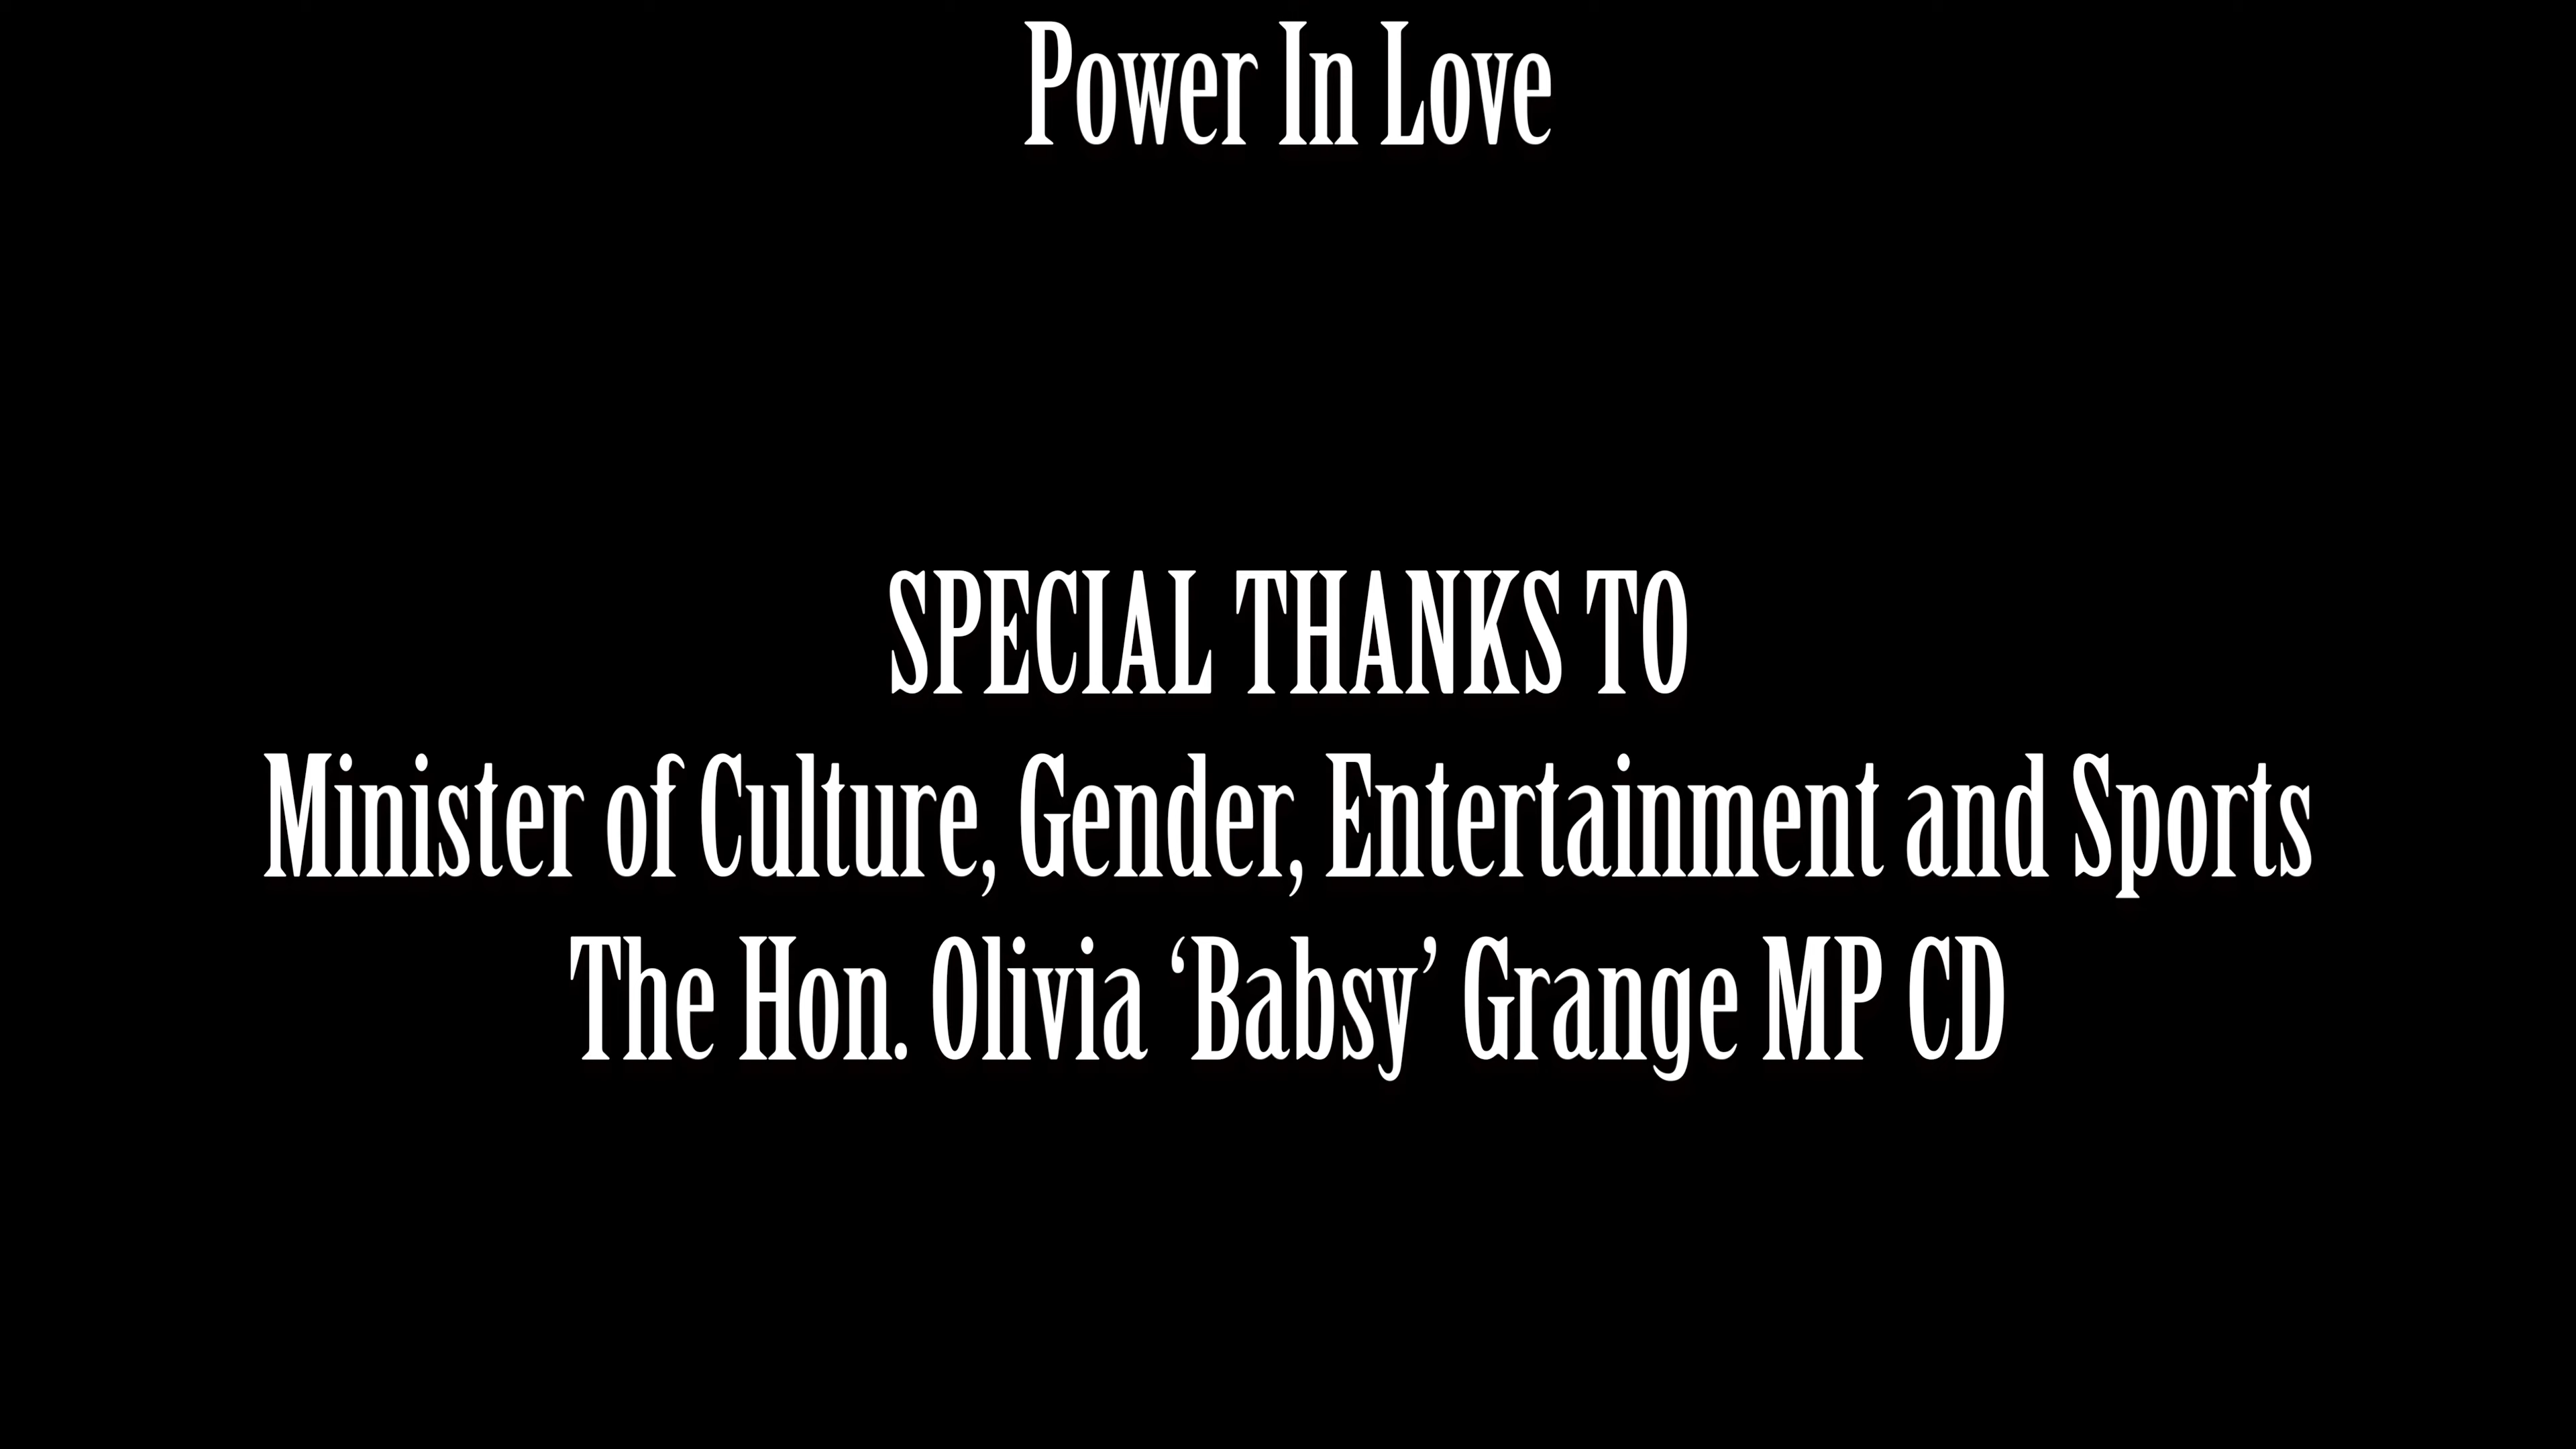 Power In Love
SPECIAL THANKS TO
Minister of Culture, Gender, Entertainment and Sports
The Hon. Olivia ‘Babsy’ Grange MP CD